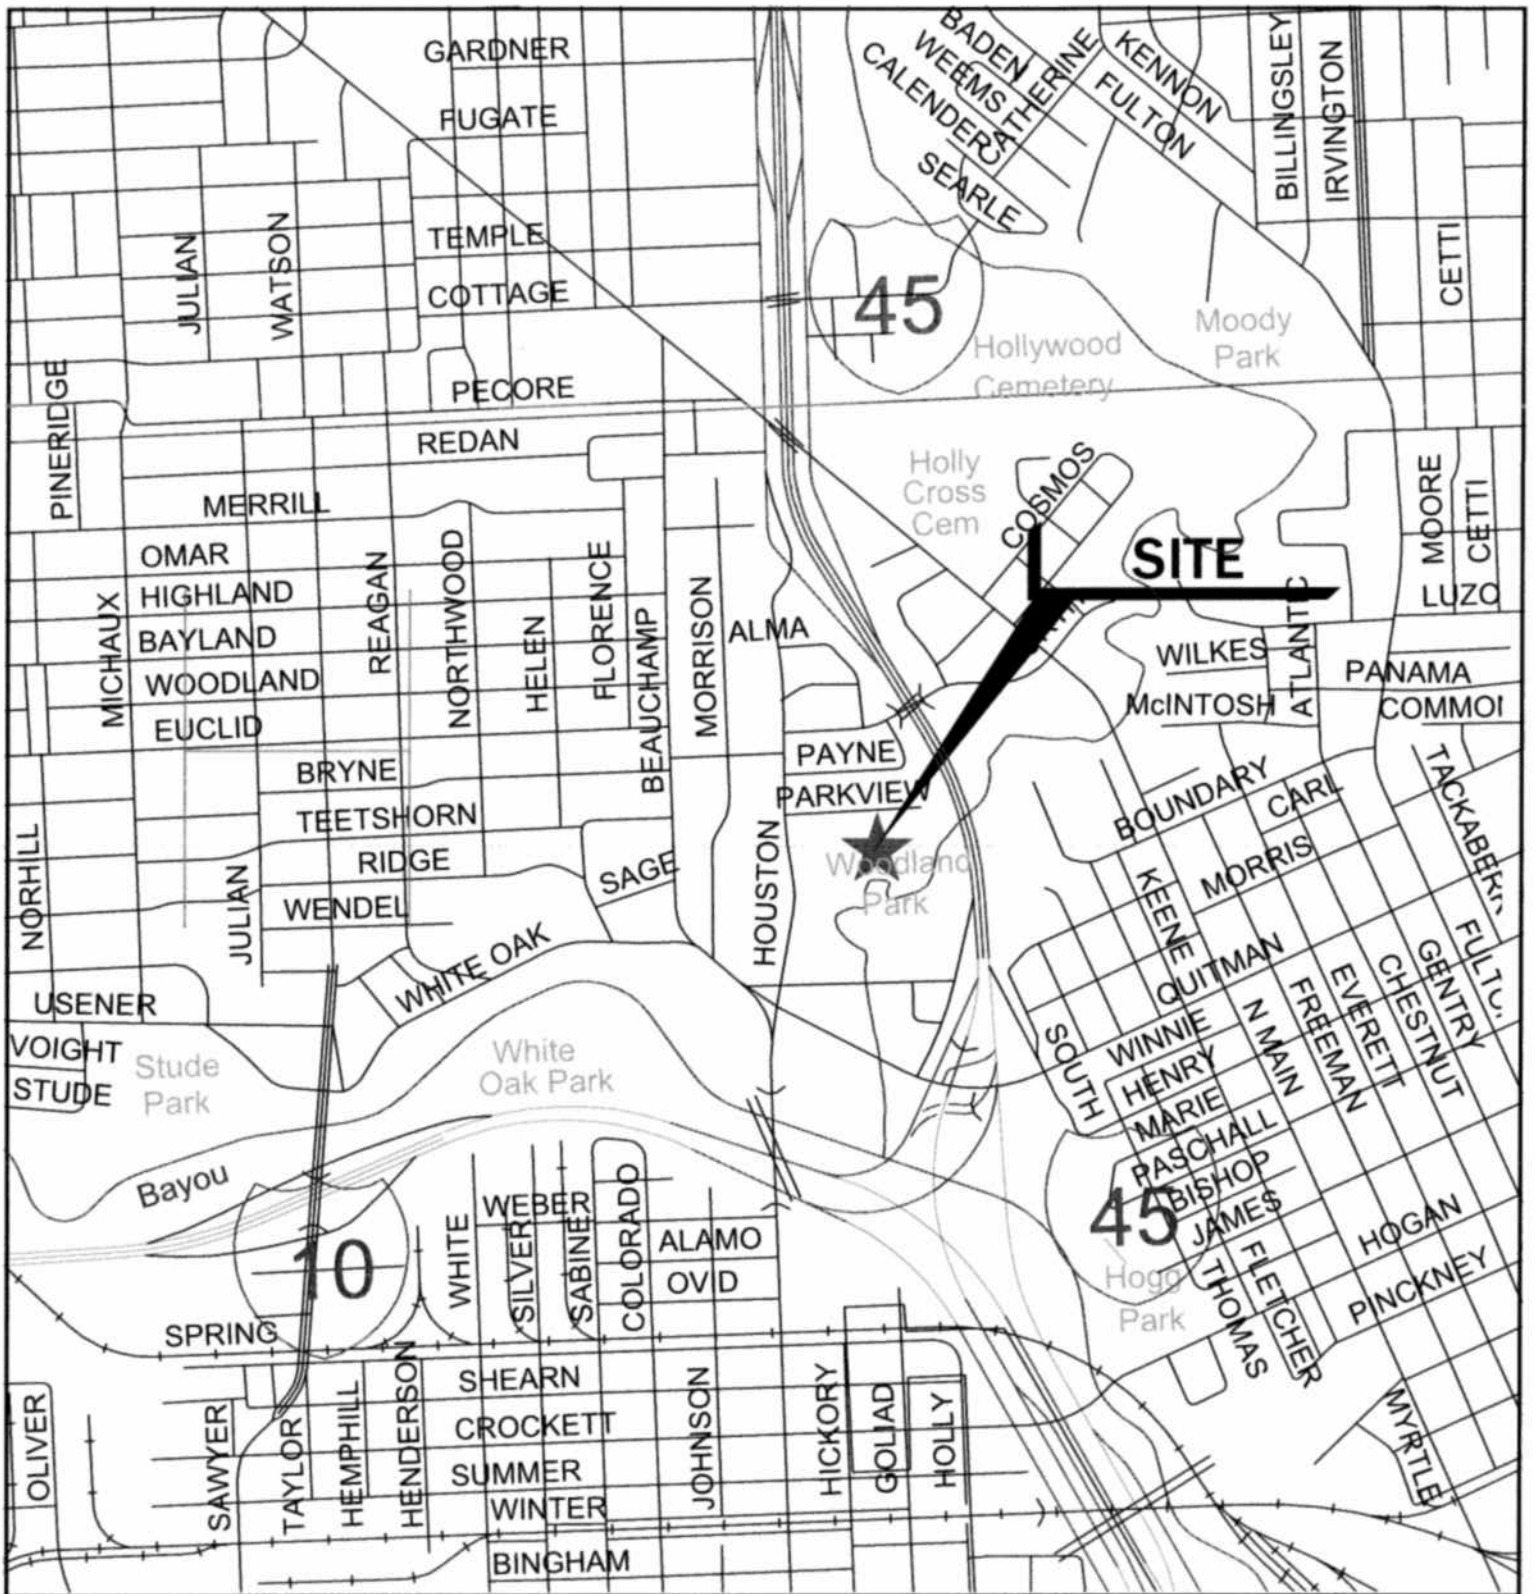 GARDNER
BADEN
WEEMS
CALENDER
CATHERINE
KENNON
FULTON
BILLINGSLEY
IRVINGTON
FUGATE
SEARLE
JULIAN
WATSON
TEMPLE
COTTAGE
45
CETTI
Moody
Park
Hollywood
Cemetery
PINERIDGE
PECORE
REDAN
MERRILL
Holly
Cross
Cem
COSMOS
MOORE
CETTI
SITE
OMAR
HIGHLAND
BAYLAND
WOODLAND
EUCLID
MICHAUX
REAGAN
NORTHWOOD
HELEN
FLORENCE
BEAUCHAMP
MORRISON
ALMA
LUZO
ATLANTIC
WILKES
McINTOSH
PANAMA
COMMOI
BRYNE
TEETSHORN
RIDGE
WENDEL
PAYNE
PARKVIEW
BOUNDARY
CARL
TACKABERR
NORHILL
JULIAN
SAGE
HOUSTON
Woodland
Park
KEENE
MORRIS
WHITE OAK
QUITMAN
FULTO
GENTRY
CHESTNUT
EVERETT
FREEMAN
N MAIN
USENER
VOIGHT
STUDE
Stude
Park
White
Oak Park
SOUTH
WINNIE
HENRY
MARIE
PASCHALL
BISHOP
JAMES
Bayou
10
WHITE
WEBER
SILVER
SABINE
COLORADO
ALAMO
OVID
45
Hogg
Park
THOMAS
FLETCHER
HOGAN
PINCKNEY
SPRING
SHEARN
CROCKETT
SUMMER
WINTER
BINGHAM
OLIVER
SAWYER
TAYLOR
HEMPHILL
HENDERSON
JOHNSON
HICKORY
GOLIAD
HOLLY
MYRTLE